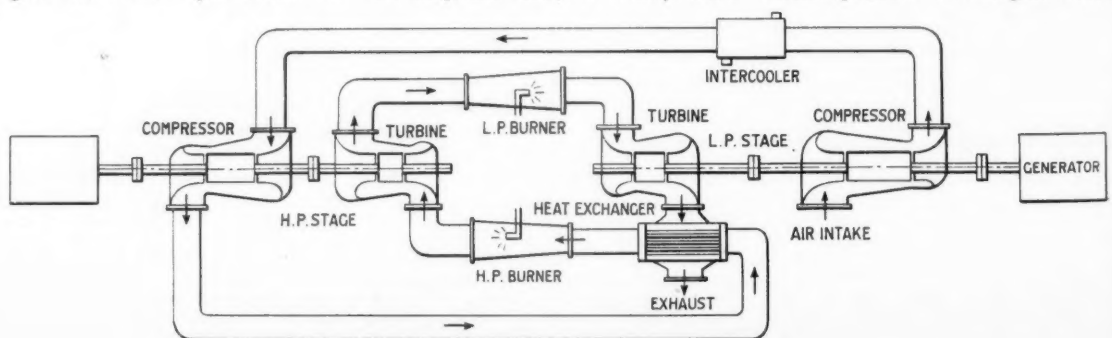 INTERCOOLER
COMPRESSOR
TURBINE
L.P. BURNER
TURBINE
L.P. STAGE
COMPRESSOR
GENERATOR
H.P. STAGE
HEAT EXCHANGER
AIR INTAKE
H.P. BURNER
EXHAUST